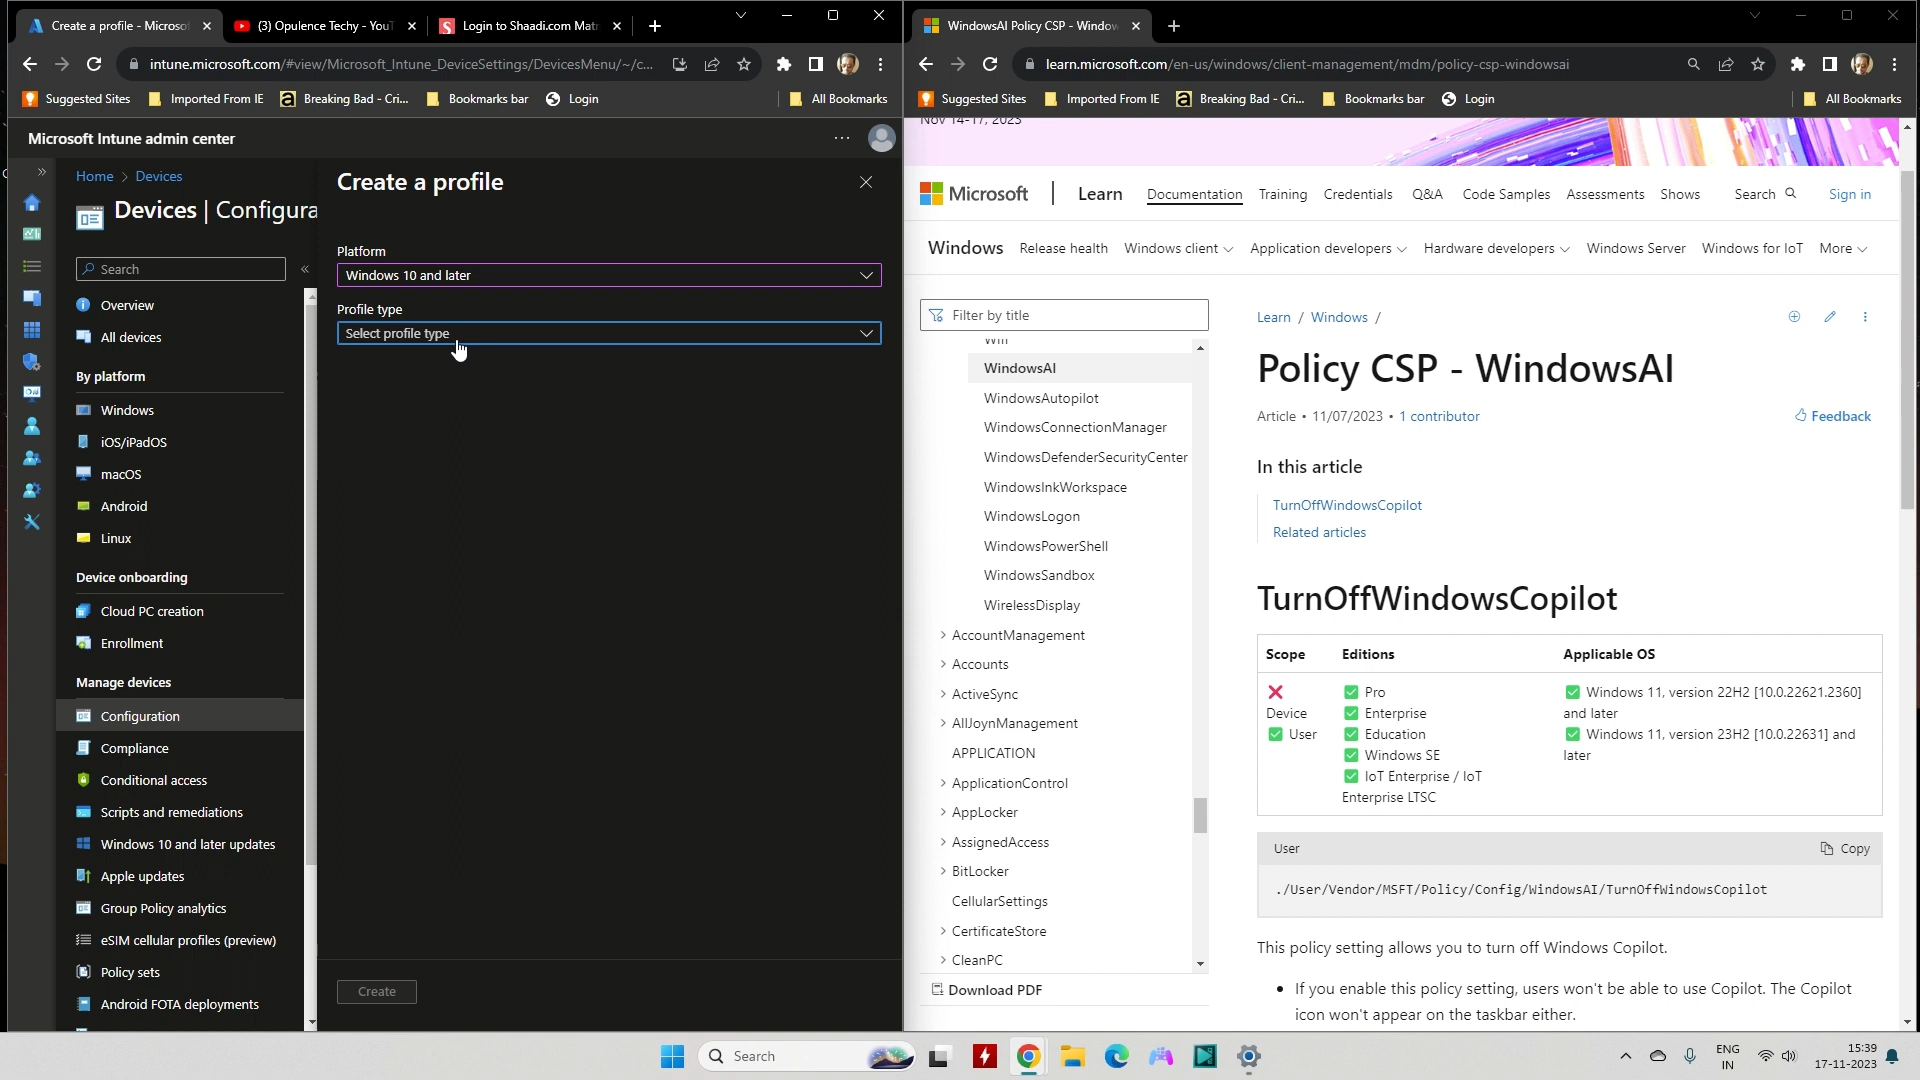 Create a profile - Microsof
(3) Opulence Techy - YouT
Login to Shaadi.com Matr
intune.microsoft.com/#view/Microsoft_Intune_DeviceSettings/DevicesMenu/~/c...
Suggested Sites
Imported From IE
Breaking Bad - Cri...
Bookmarks bar
Login
All Bookmarks
Microsoft Intune admin center
Home > Devices
Devices | Configura
Search
Overview
All devices
By platform
Windows
iOS/iPadOS
macOS
Android
Linux
Device onboarding
Cloud PC creation
Enrollment
Manage devices
Configuration
Compliance
Conditional access
Scripts and remediations
Windows 10 and later updates
Apple updates
Group Policy analytics
eSIM cellular profiles (preview)
Policy sets
Android FOTA deployments
Create a profile
Platform
Windows 10 and later
Profile type
Select profile type
Create
WindowsAI Policy CSP - Window
learn.microsoft.com/en-us/windows/client-management/mdm/policy-csp-windowsai
Suggested Sites
Imported From IE
Breaking Bad - Cri...
Bookmarks bar
Login
All Bookmarks
Nov 14-17, 2023
Microsoft | Learn Documentation Training Credentials Q&A Code Samples Assessments Shows Search Sign in
Windows Release health Windows client Application developers Hardware developers Windows Server Windows for IoT More
Filter by title
Wifi
WindowsAI
WindowsAutopilot
WindowsConnectionManager
WindowsDefenderSecurityCenter
WindowsInkWorkspace
WindowsLogon
WindowsPowerShell
WindowsSandbox
WirelessDisplay
AccountManagement
Accounts
ActiveSync
AllJoynManagement
APPLICATION
ApplicationControl
AppLocker
AssignedAccess
BitLocker
CellularSettings
CertificateStore
CleanPC
Download PDF
Learn / Windows /
Policy CSP - WindowsAI
Article • 11/07/2023 • 1 contributor
Feedback
In this article
TurnOffWindowsCopilot
Related articles
TurnOffWindowsCopilot
Scope Editions Applicable OS
Device
User
Pro
Enterprise
Education
Windows SE
IoT Enterprise / IoT
Enterprise LTSC
Windows 11, version 22H2 [10.0.22621.2360]
and later
Windows 11, version 23H2 [10.0.22631] and
later
User
Copy
./User/Vendor/MSFT/Policy/Config/WindowsAI/TurnOffWindowsCopilot
This policy setting allows you to turn off Windows Copilot.
• If you enable this policy setting, users won't be able to use Copilot. The Copilot
icon won't appear on the taskbar either.
Search
ENG
IN
15:39
17-11-2023